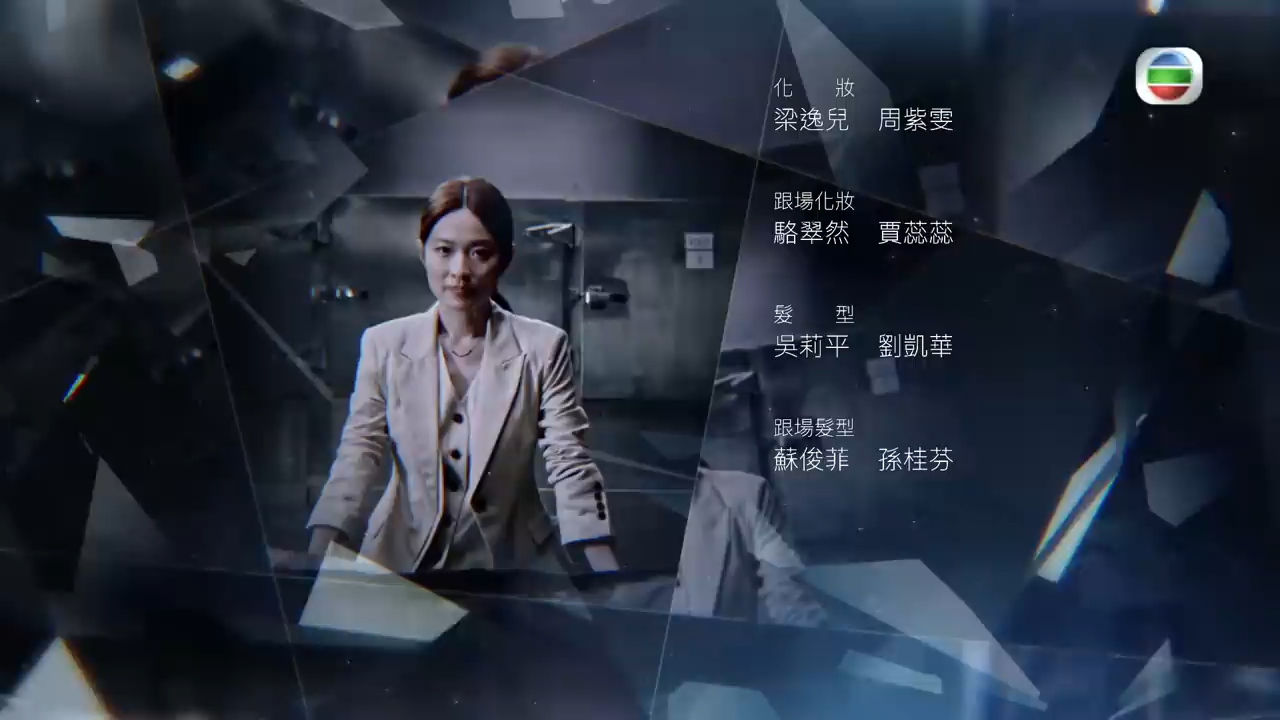 化　　妝
梁逸兒　周紫雯
跟場化妝
駱翠然　賈蕊蕊
髮　　型
吳莉平　劉凱華
跟場髮型
蘇俊菲　孫桂芬